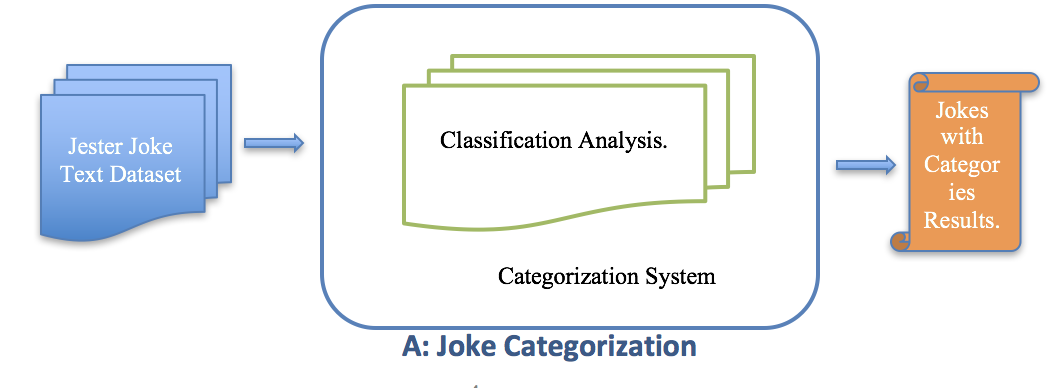 Jester Joke
Text Dataset
Classification Analysis.
Categorization System
Jokes
with
Categor
ies
Results.
A: Joke Categorization